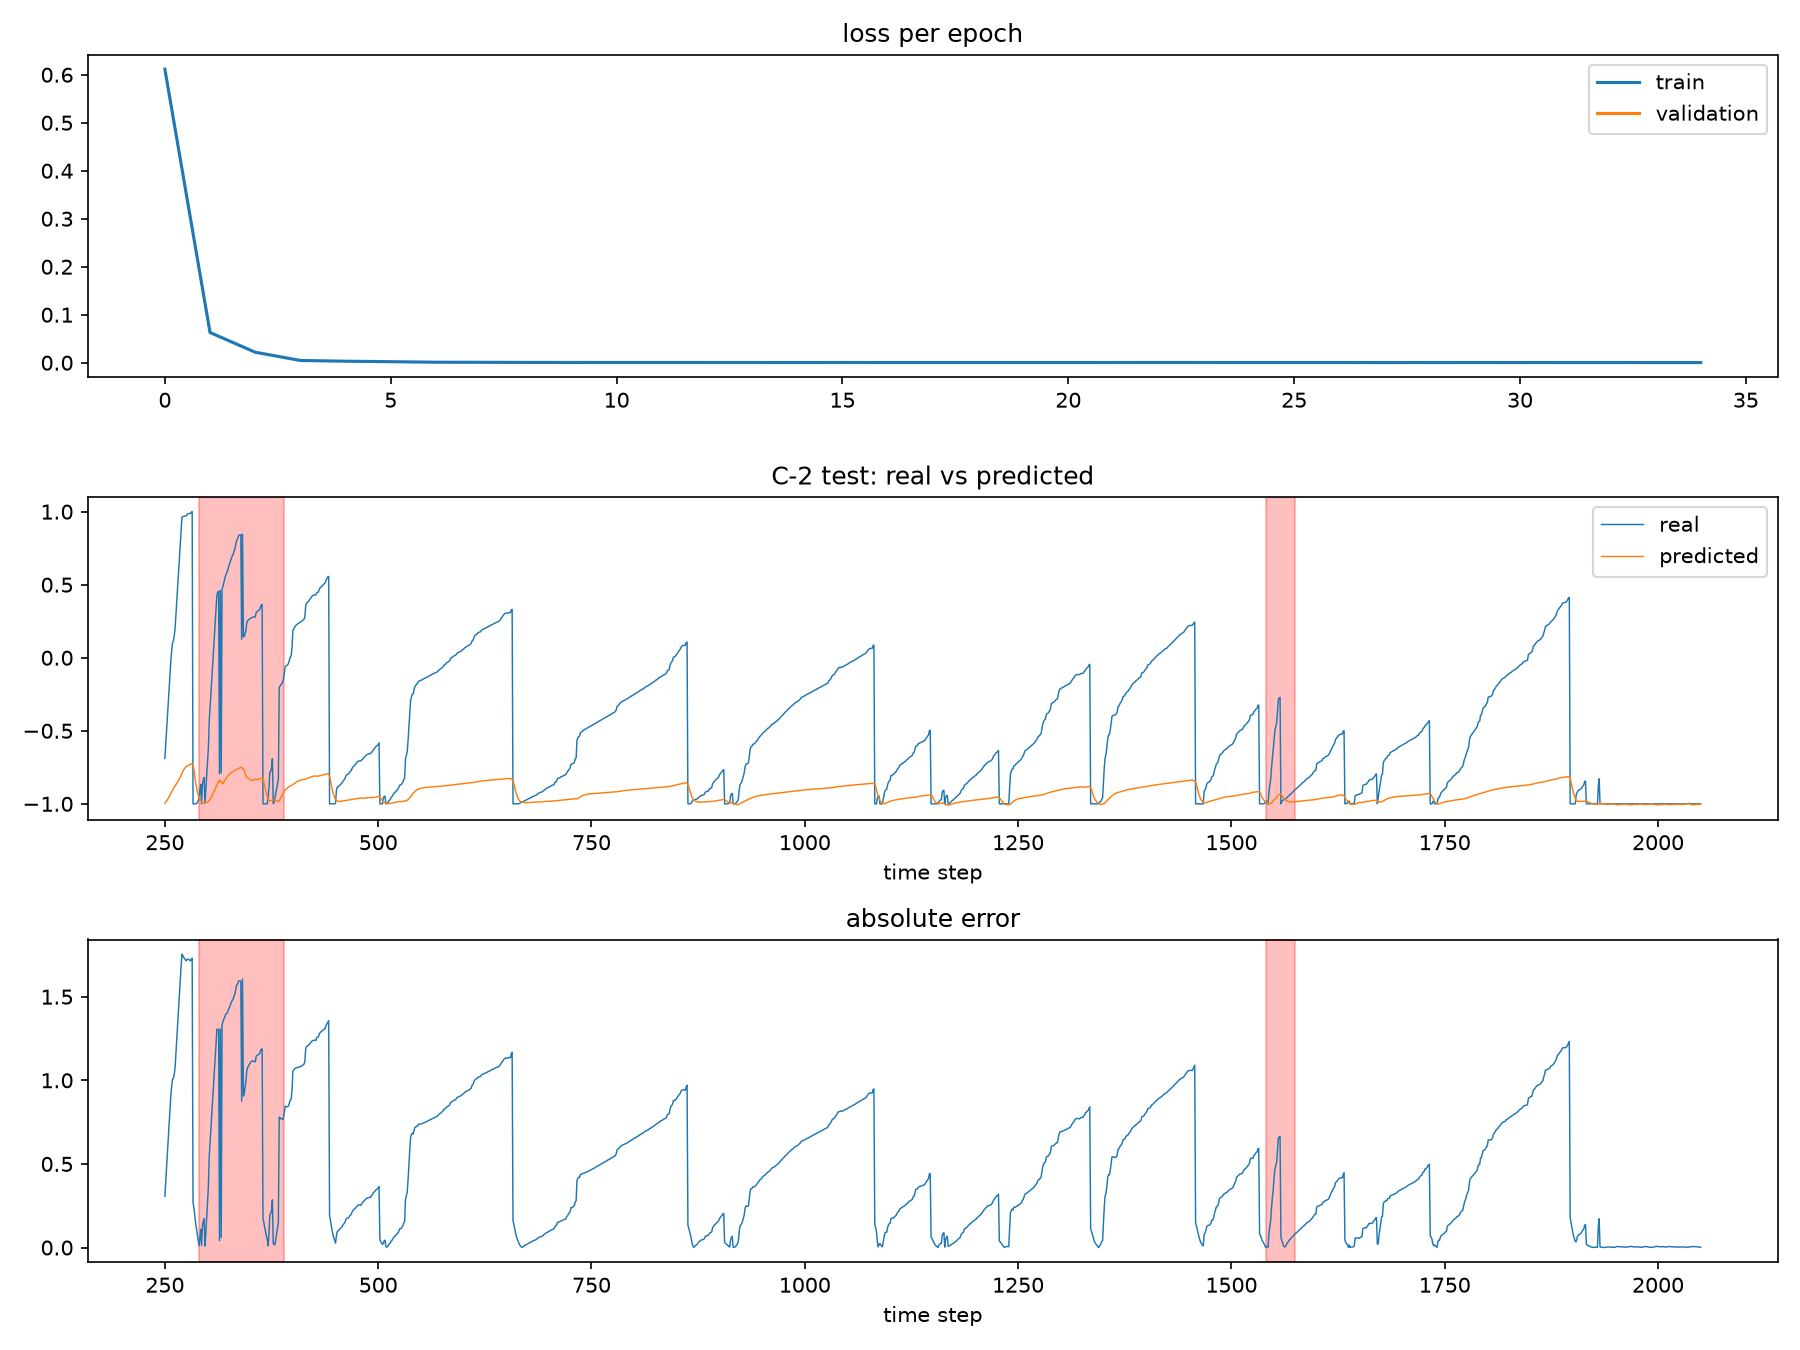 loss per epoch
0.6
0.5
0.4
0.3
0.2
0.1
0.0
train
validation
0 5 10 15 20 25 30 35
C-2 test: real vs predicted
1.0
0.5
0.0
−0.5
−1.0
real
predicted
250 500 750 1000 1250 1500 1750 2000
time step
absolute error
1.5
1.0
0.5
0.0
250 500 750 1000 1250 1500 1750 2000
time step